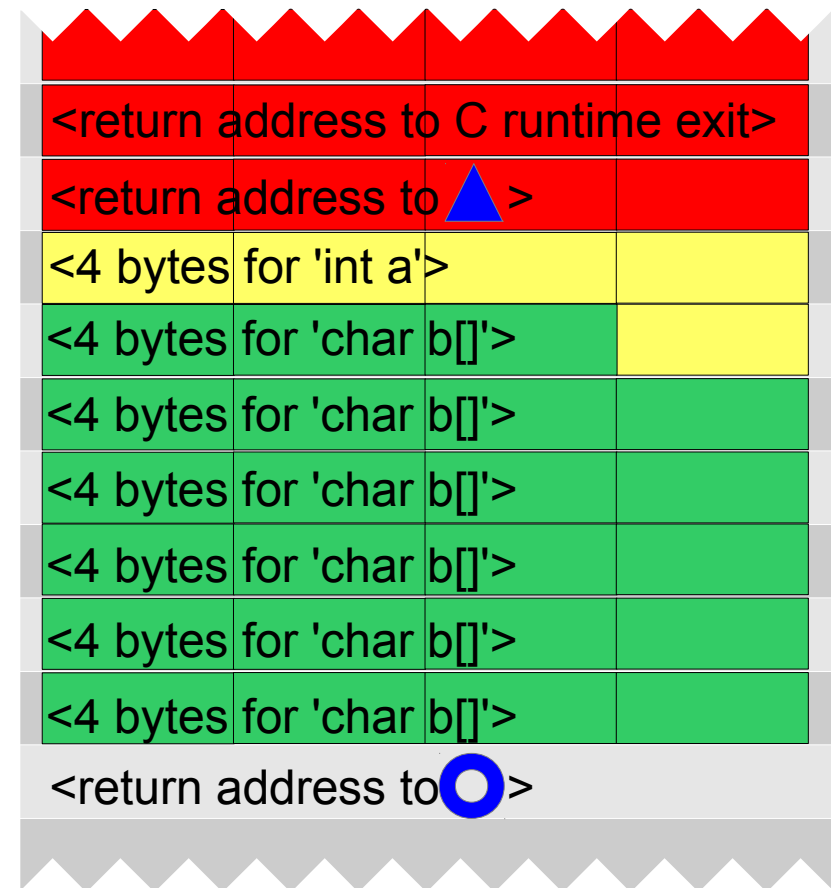 <return address to C runtime exit>
<return address to >
<4 bytes for 'int a'>
<4 bytes for 'char b[]'>
<4 bytes for 'char b[]'>
<4 bytes for 'char b[]'>
<4 bytes for 'char b[]'>
<4 bytes for 'char b[]'>
<4 bytes for 'char b[]'>
<return address to >